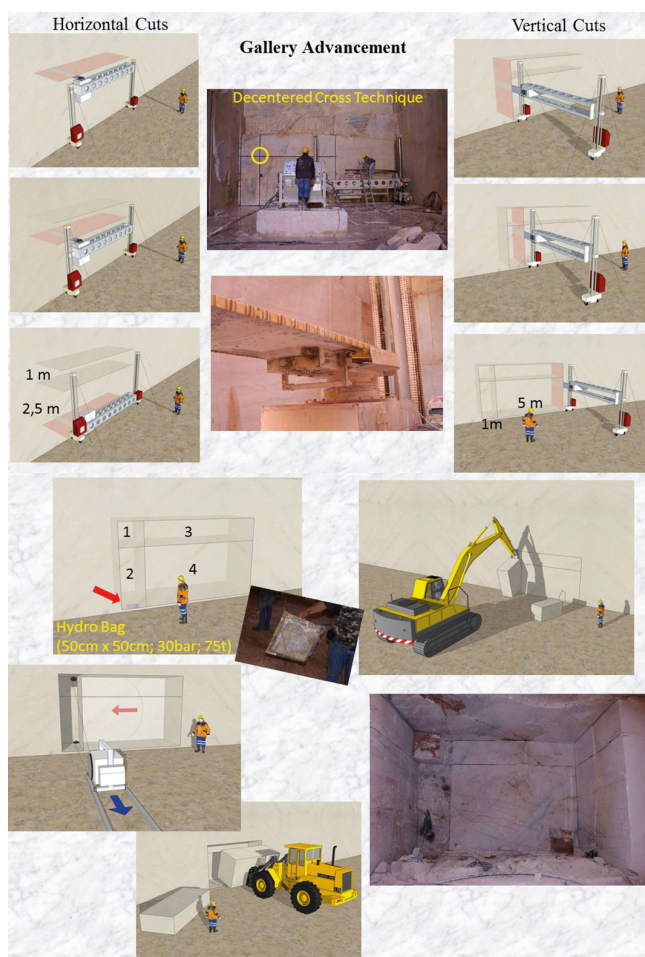 Horizontal Cuts
Vertical Cuts
Gallery Advancement
Decentered Cross Technique
1 m
2,5 m
5 m
1m
1
3
2
4
Hydro Bag
(50cm x 50cm; 30bar; 75t)